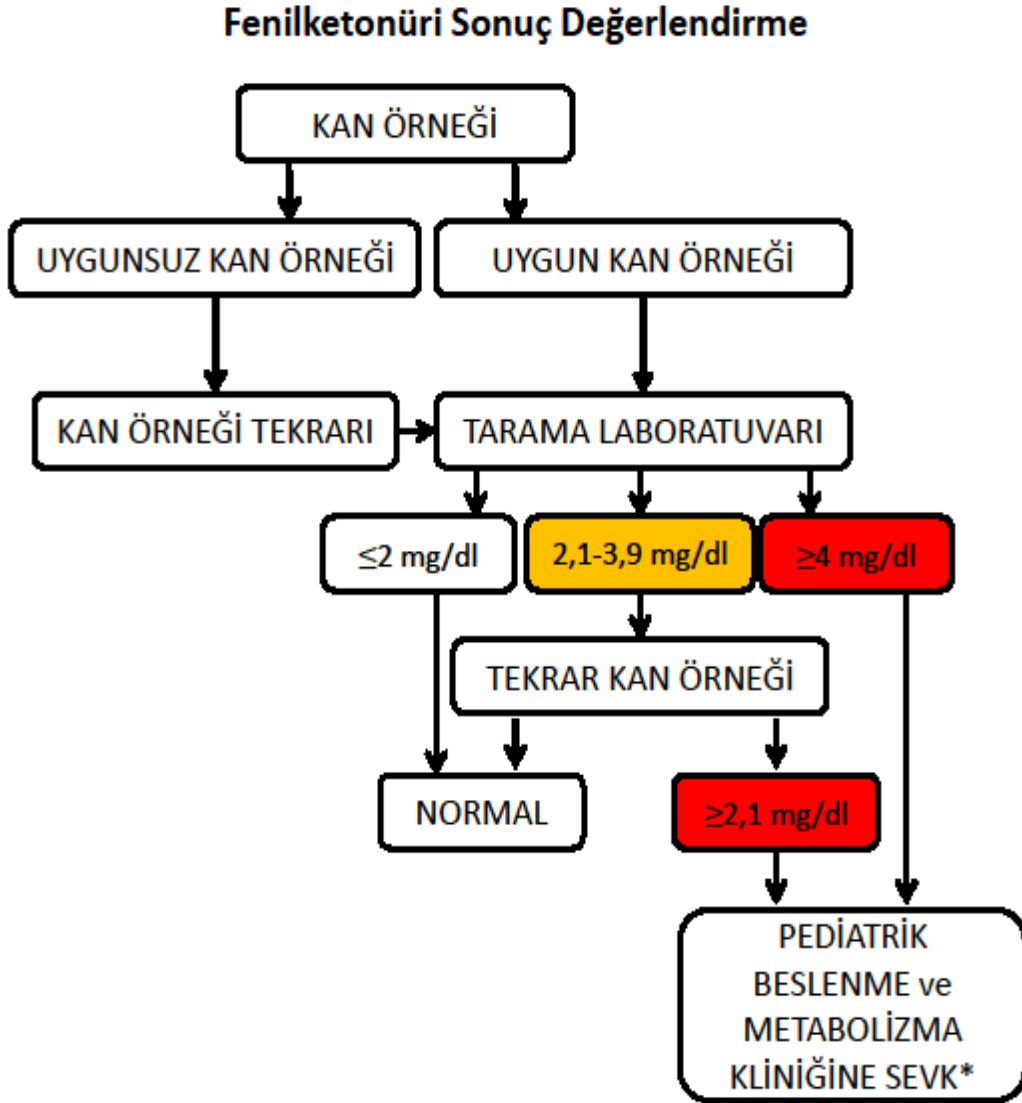 Fenilketonüri Sonuç Değerlendirme
KAN ÖRNEĞİ
UYGUNSUZ KAN ÖRNEĞİ
UYGUN KAN ÖRNEĞİ
KAN ÖRNEĞİ TEKRARI
TARAMA LABORATUVARI
≤2 mg/dl
2,1-3,9 mg/dl
≥4 mg/dl
TEKRAR KAN ÖRNEĞİ
NORMAL
≥2,1 mg/dl
PEDİATRİK
BESLENME ve
METABOLİZMA
KLİNİĞİNE SEVK*